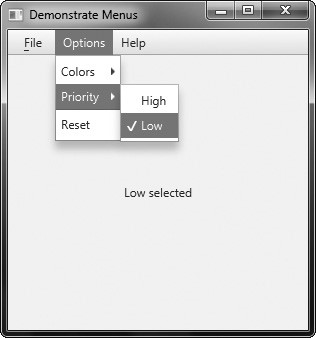 Demonstrate Menus
File Options Help
Colors
Priority
High
Low
Reset
Low selected